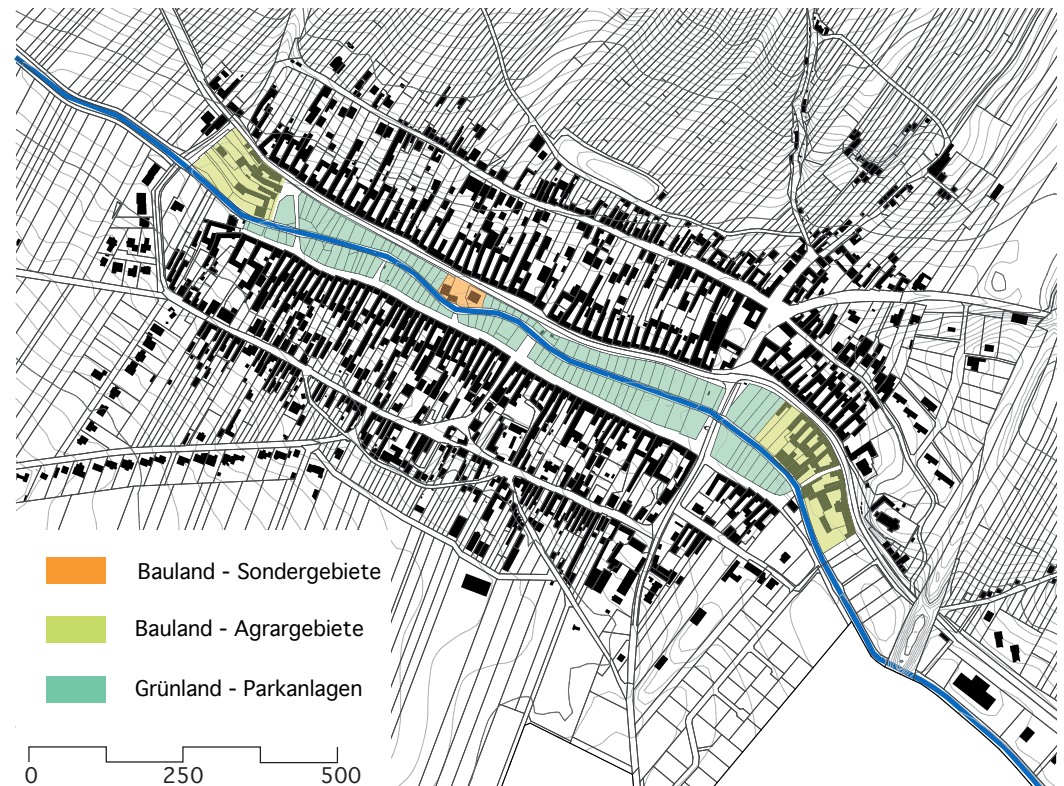 Bauland - Sondergebiete
Bauland - Agrargebiete
Grünland - Parkanlagen
0 250 500